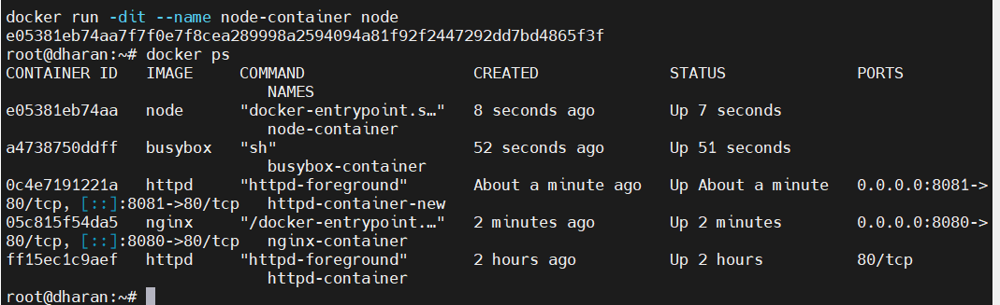 docker run -dit --name node-container node
e05381eb74aa7f7f0e7f8cea289998a2594094a81f92f2447292dd7bd4865f3f
root@dharan:~# docker ps
CONTAINER ID   IMAGE     COMMAND                  CREATED              STATUS              PORTS
                         NAMES
e05381eb74aa   node      "docker-entrypoint.s…"   8 seconds ago        Up 7 seconds
                         node-container
a4738750ddff   busybox   "sh"                     52 seconds ago       Up 51 seconds
                         busybox-container
0c4e7191221a   httpd     "httpd-foreground"       About a minute ago   Up About a minute   0.0.0.0:8081->
80/tcp, [::]:8081->80/tcp   httpd-container-new
05c815f54da5   nginx     "/docker-entrypoint.…"   2 minutes ago        Up 2 minutes        0.0.0.0:8080->
80/tcp, [::]:8080->80/tcp   nginx-container
ff15ec1c9aef   httpd     "httpd-foreground"       2 hours ago          Up 2 hours          80/tcp
                         httpd-container
root@dharan:~#